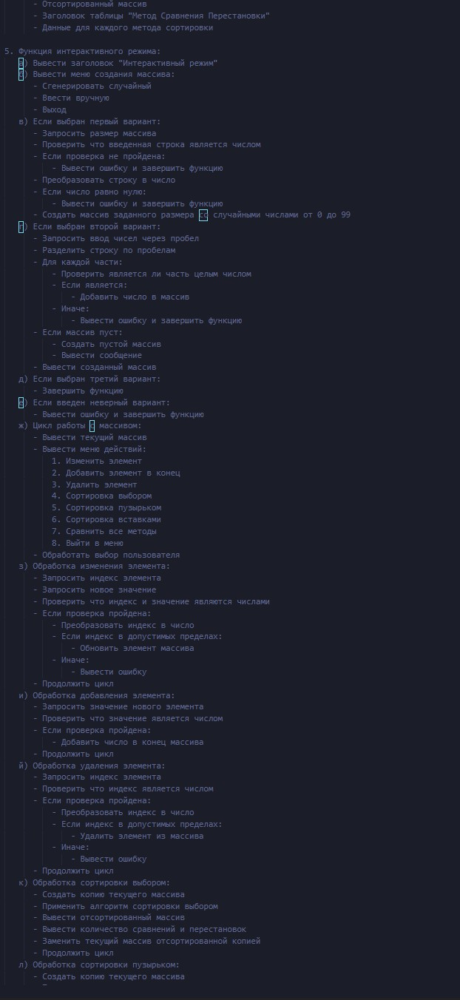 - Отсортированный массив
- Заголовок таблицы "Метод Сравнения Перестановки"
- Данные для каждого метода сортировки
5. Функция интерактивного режима:
а) Вывести заголовок "Интерактивный режим"
б) Вывести меню создания массива:
- Сгенерировать случайный
- Ввести вручную
- Выход
в) Если выбран первый вариант:
- Запросить размер массива
- Проверить что введенная строка является числом
- Если проверка не пройдена:
- Вывести ошибку и завершить функцию
- Преобразовать строку в число
- Если число равно нулю:
- Вывести ошибку и завершить функцию
- Создать массив заданного размера со случайными числами от 0 до 99
г) Если выбран второй вариант:
- Запросить ввод чисел через пробел
- Разделить строку по пробелам
- Для каждой части:
- Проверить является ли часть целым числом
- Если является:
- Добавить число в массив
- Иначе:
- Вывести ошибку и завершить функцию
- Если массив пуст:
- Создать пустой массив
- Вывести сообщение
- Вывести созданный массив
д) Если выбран третий вариант:
- Завершить функцию
е) Если введен неверный вариант:
- Вывести ошибку и завершить функцию
ж) Цикл работы с массивом:
- Вывести текущий массив
- Вывести меню действий:
1. Изменить элемент
2. Добавить элемент в конец
3. Удалить элемент
4. Сортировка выбором
5. Сортировка пузырьком
6. Сортировка вставками
7. Сравнить все методы
8. Выйти в меню
- Обработать выбор пользователя
з) Обработка изменения элемента:
- Запросить индекс элемента
- Запросить новое значение
- Проверить что индекс и значение являются числами
- Если проверка пройдена:
- Преобразовать индекс в число
- Если индекс в допустимых пределах:
- Обновить элемент массива
- Иначе:
- Вывести ошибку
- Продолжить цикл
и) Обработка добавления элемента:
- Запросить значение нового элемента
- Проверить что значение является числом
- Если проверка пройдена:
- Добавить число в конец массива
- Продолжить цикл
й) Обработка удаления элемента:
- Запросить индекс элемента
- Проверить что индекс является числом
- Если проверка пройдена:
- Преобразовать индекс в число
- Если индекс в допустимых пределах:
- Удалить элемент из массива
- Иначе:
- Вывести ошибку
- Продолжить цикл
к) Обработка сортировки выбором:
- Создать копию текущего массива
- Применить алгоритм сортировки выбором
- Вывести отсортированный массив
- Вывести количество сравнений и перестановок
- Заменить текущий массив отсортированной копией
- Продолжить цикл
л) Обработка сортировки пузырьком:
- Создать копию текущего массива